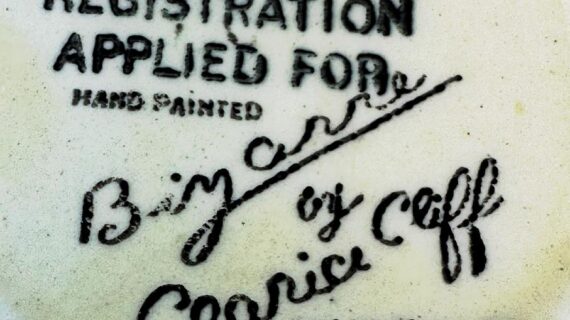 REGISTRATION
APPLIED FOR
HAND PAINTED
Bizarre
by
Clarice Cliff